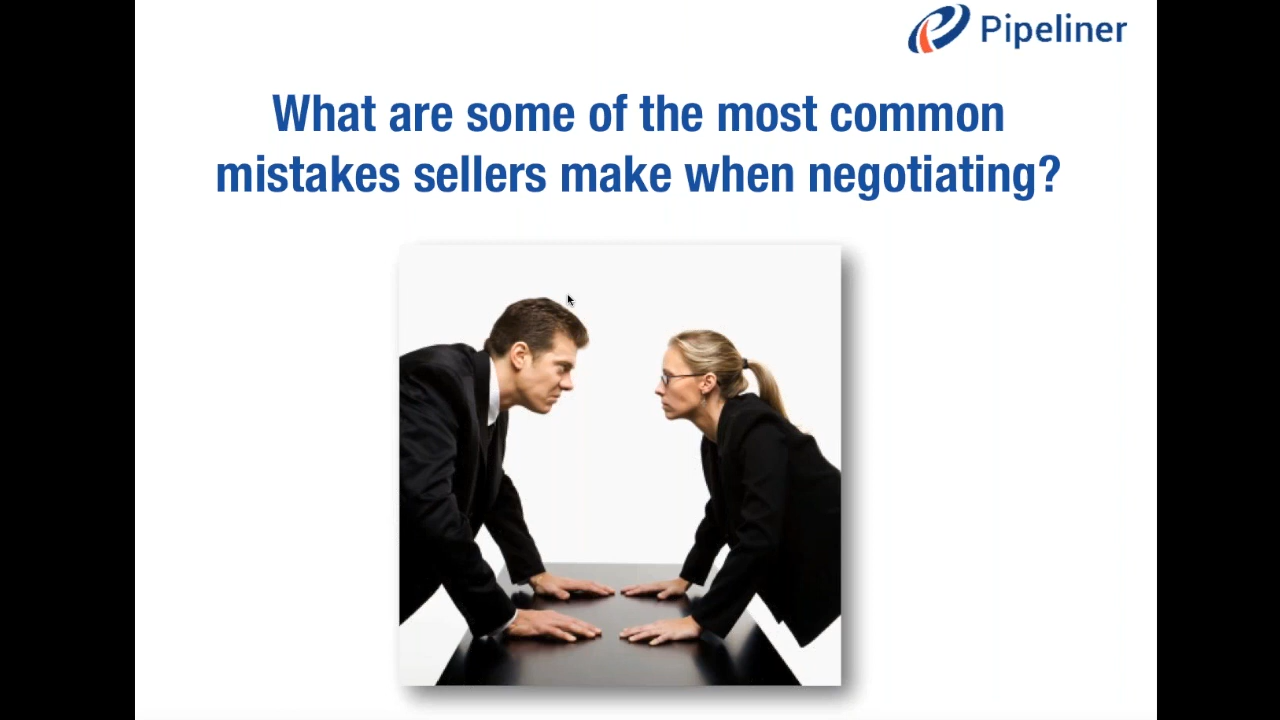 Pipeliner
What are some of the most common
mistakes sellers make when negotiating?